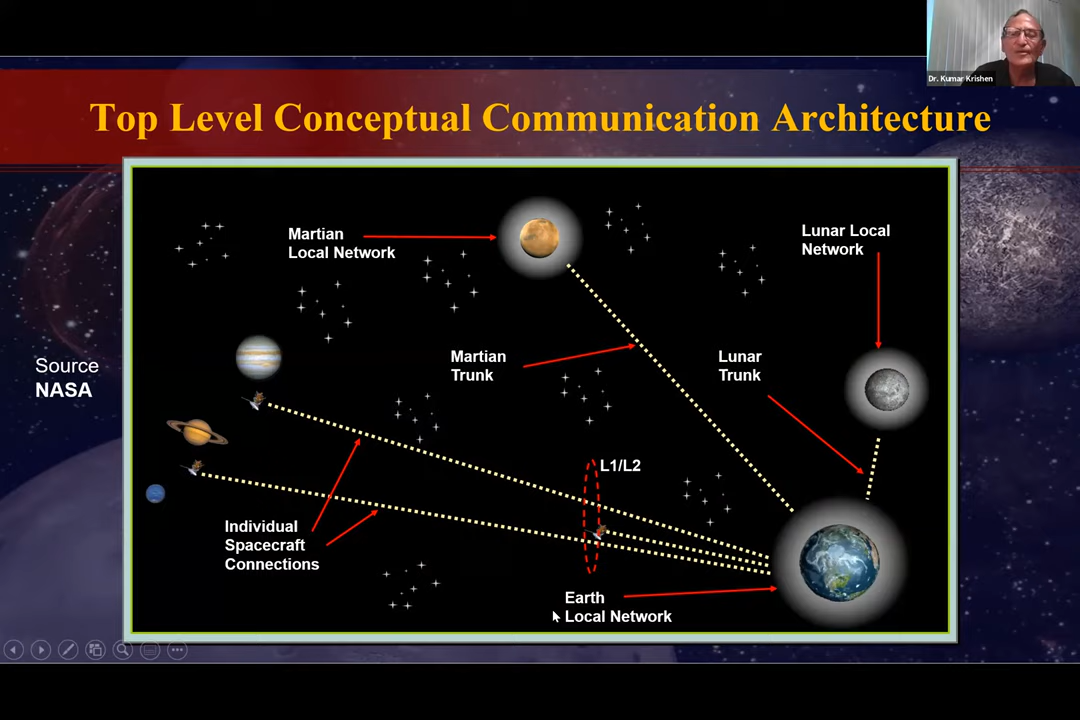 Dr. Kumar Krishen
Top Level Conceptual Communication Architecture
Martian
Local Network
Lunar Local
Network
Source
NASA
Martian
Trunk
Lunar
Trunk
L1/L2
Individual
Spacecraft
Connections
Earth
Local Network